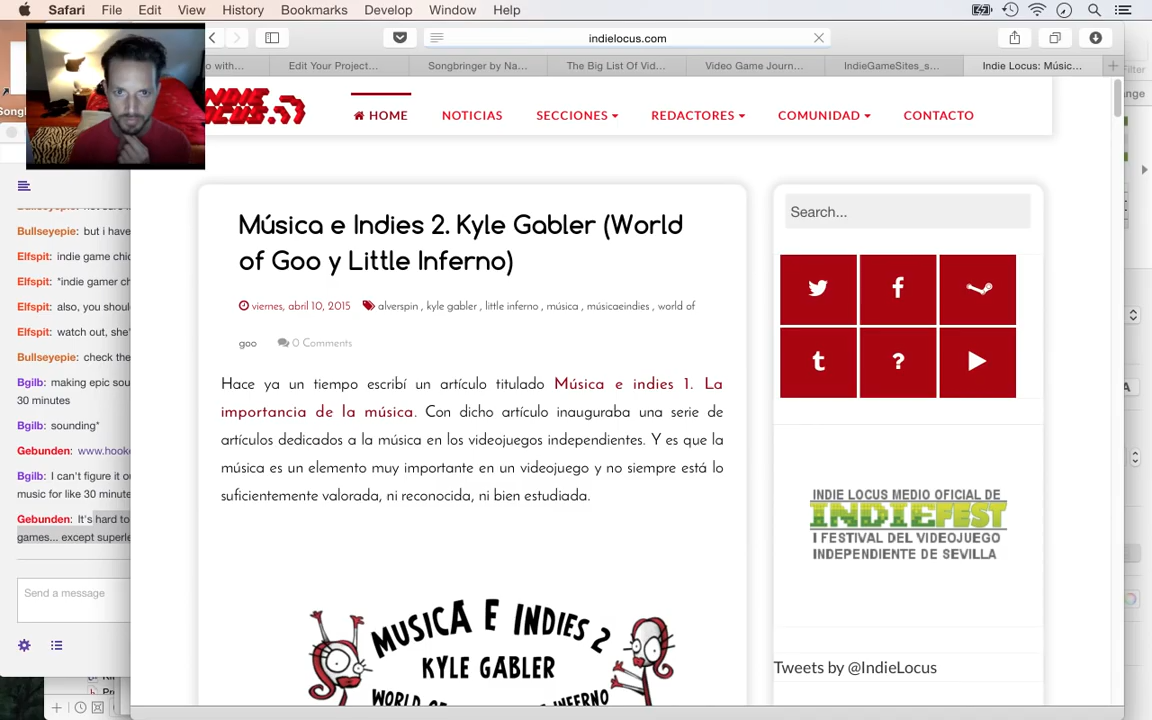 Safari File Edit View History Bookmarks Develop Window Help
indielocus.com
o with... Edit Your Project... Songbringer by Na... The Big List Of Vid... Video Game Journ... IndieGameSites_s... Indie Locus: Músic...
Filter
Songl
ange
INDIE LOCUS
HOME NOTICIAS SECCIONES REDACTORES COMUNIDAD CONTACTO
Música e Indies 2. Kyle Gabler (World
of Goo y Little Inferno)
viernes, abril 10, 2015 alverspin , kyle gabler , little inferno , música , músicaeindies , world of
goo 0 Comments
Hace ya un tiempo escribí un artículo titulado Música e indies 1. La
importancia de la música. Con dicho artículo inauguraba una serie de
artículos dedicados a la música en los videojuegos independientes. Y es que la
música es un elemento muy importante en un videojuego y no siempre está lo
suficientemente valorada, ni reconocida, ni bien estudiada.
MUSICA E INDIES 2
KYLE GABLER
Search...
t ?
INDIE LOCUS MEDIO OFICIAL DE
INDIEFEST
I FESTIVAL DEL VIDEOJUEGO
INDEPENDIENTE DE SEVILLA
Tweets by @IndieLocus
Bullseyepie: but i have
Elfspit: indie game chic
Elfspit: *indie gamer ch
Elfspit: also, you shoul
Elfspit: watch out, she'
Bullseyepie: check the
Bgilb: making epic sou
30 minutes
Bgilb: sounding*
Gebunden: www.hooke
Bgilb: I can't figure it o
music for like 30 minute
Gebunden: It's hard to
games... except superle
Send a message